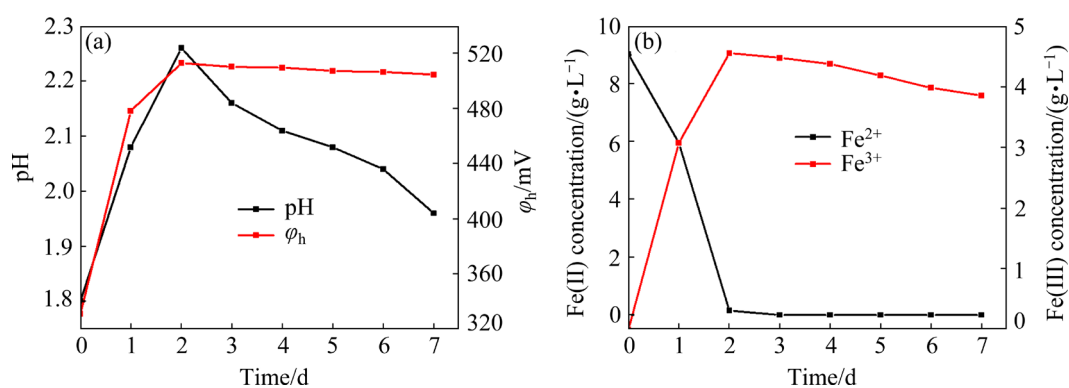 (a)
2.3
2.2
2.1
2.0
1.9
1.8
pH
520
480
440
400
360
320
φh/mV
pH
φh
0 1 2 3 4 5 6 7
Time/d
(b)
10
8
6
4
2
0
Fe(II) concentration/(g•L−1)
5
4
3
2
1
0
Fe(III) concentration/(g•L−1)
Fe2+
Fe3+
0 1 2 3 4 5 6 7
Time/d